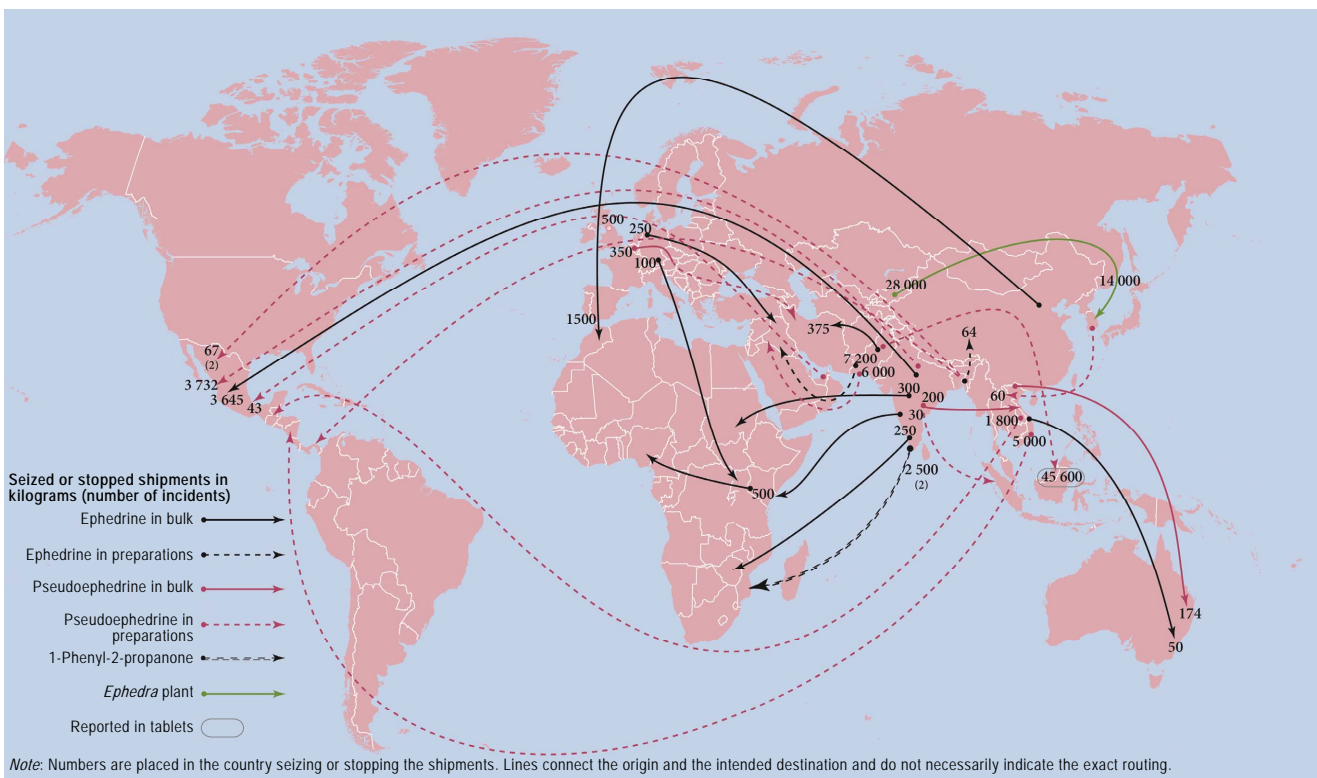 500
250
350
100
28 000
14 000
1500
375
64
67
(2)
7 200
6 000
3 732
3 645
43
300
200
60
30
1 800
250
5 000
2 500
(2)
45 600
500
174
50
Seized or stopped shipments in
kilograms (number of incidents)
Ephedrine in bulk
Ephedrine in preparations
Pseudoephedrine in bulk
Pseudoephedrine in
preparations
1-Phenyl-2-propanone
Ephedra plant
Reported in tablets
Note: Numbers are placed in the country seizing or stopping the shipments. Lines connect the origin and the intended destination and do not necessarily indicate the exact routing.